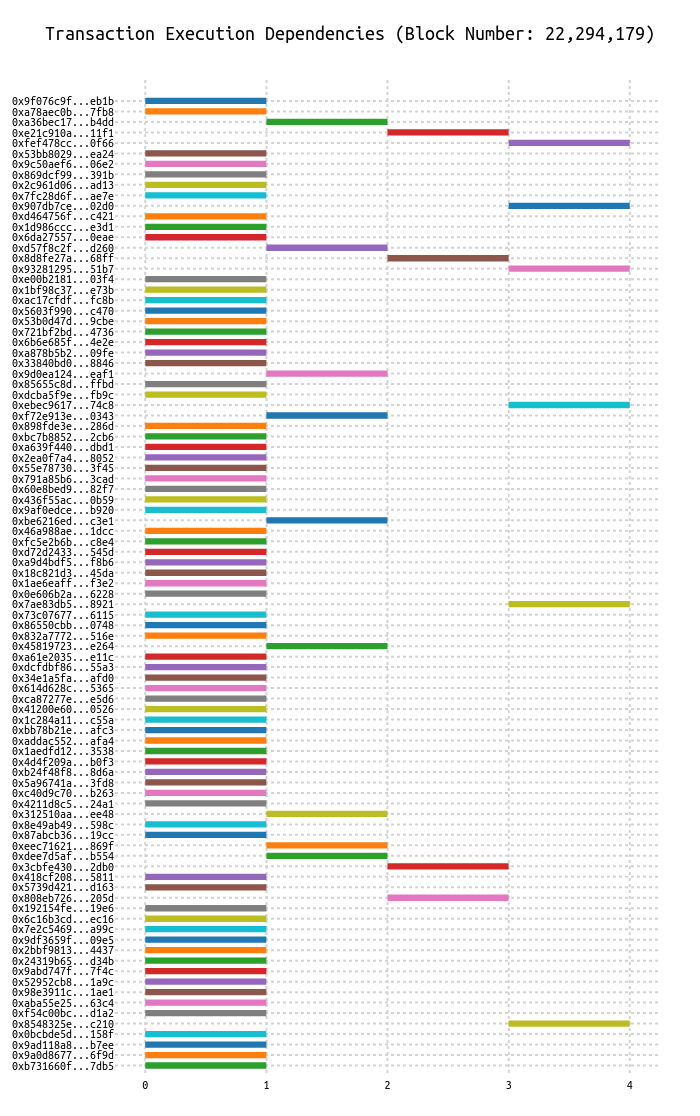 Transaction Execution Dependencies (Block Number: 22,294,179)
0x9f076c9f...eb1b
0xa78aec0b...7fb8
0xa36bec17...b4dd
0xe21c910a...11f1
0xfef478cc...0f66
0x53bb8029...ea24
0x9c50aef6...06e2
0x869dcf99...391b
0x2c961d06...ad13
0x7fc28d6f...ae7e
0x907db7ce...02d0
0xd464756f...c421
0x1d986ccc...e3d1
0x6da27557...0eae
0xd57f8c2f...d260
0x8d8fe27a...68ff
0x93281295...51b7
0xe00b2181...03f4
0x1bf98c37...e73b
0xac17cfdf...fc8b
0x5603f990...c470
0x53b0d47d...9cbe
0x721bf2bd...4736
0x6b6e685f...4e2e
0xa878b5b2...09fe
0x33840bd0...8846
0x9d0ea124...eaf1
0x85655c8d...ffbd
0xdcba5f9e...fb9c
0xebec9617...74c8
0xf72e913e...0343
0x898fde3e...286d
0xbc7b8852...2cb6
0xa639f440...dbd1
0x2ea0f7a4...8052
0x55e78730...3f45
0x791a85b6...3cad
0x60e8bed9...82f7
0x436f55ac...0b59
0x9af0edce...b920
0xbe6216ed...c3e1
0x46a988ae...1dcc
0xfc5e2b6b...c8e4
0xd72d2433...545d
0xa9d4bdf5...f8b6
0x18c821d3...45da
0x1ae6eaff...f3e2
0x0e606b2a...6228
0x7ae83db5...8921
0x73c07677...6115
0x86550cbb...0748
0x832a7772...516e
0x45819723...e264
0xa61e2035...e11c
0xdcfdbf86...55a3
0x34e1a5fa...afd0
0x614d628c...5365
0xca87277e...e5d6
0x41200e60...0526
0x1c284a11...c55a
0xbb78b21e...afc3
0xaddac552...afa4
0x1aedfd12...3538
0x4d4f209a...b0f3
0xb24f48f8...8d6a
0x5a96741a...3fd8
0xc40d9c70...b263
0x4211d8c5...24a1
0x312510aa...ee48
0x8e49ab49...598c
0x87abcb36...19cc
0xeec71621...869f
0xdee7d5af...b554
0x3cbfe430...2db0
0x418cf208...5811
0x5739d421...d163
0x808eb726...205d
0x192154fe...19e6
0x6c16b3cd...ec16
0x7e2c5469...a99c
0x9df3659f...09e5
0x2bbf9813...4437
0x24319b65...d34b
0x9abd747f...7f4c
0x52952cb8...1a9c
0x98e3911c...1ae1
0xaba55e25...63c4
0xf54c00bc...d1a2
0x8548325e...c210
0x0bcbde5d...158f
0x9ad118a8...b7ee
0x9a0d8677...6f9d
0xb731660f...7db5
0 1 2 3 4